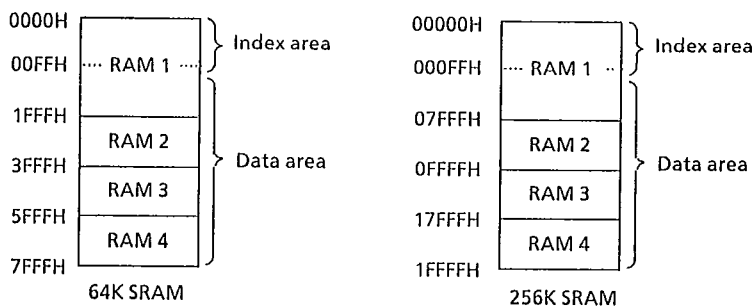 0000H
Index area
00FFH ···· RAM 1 ····
1FFFH
RAM 2
3FFFH
Data area
RAM 3
5FFFH
RAM 4
7FFFH
64K SRAM
00000H
Index area
000FFH ···· RAM 1 ····
07FFFH
RAM 2
0FFFFH
Data area
RAM 3
17FFFH
RAM 4
1FFFFH
256K SRAM